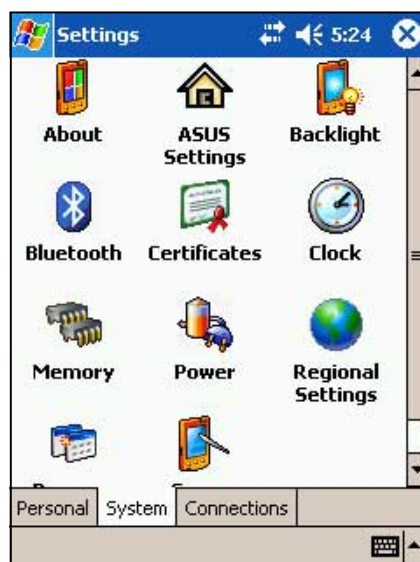 Settings 5:24
About ASUS Settings Backlight
Bluetooth Certificates Clock
Memory Power Regional Settings
Personal System Connections